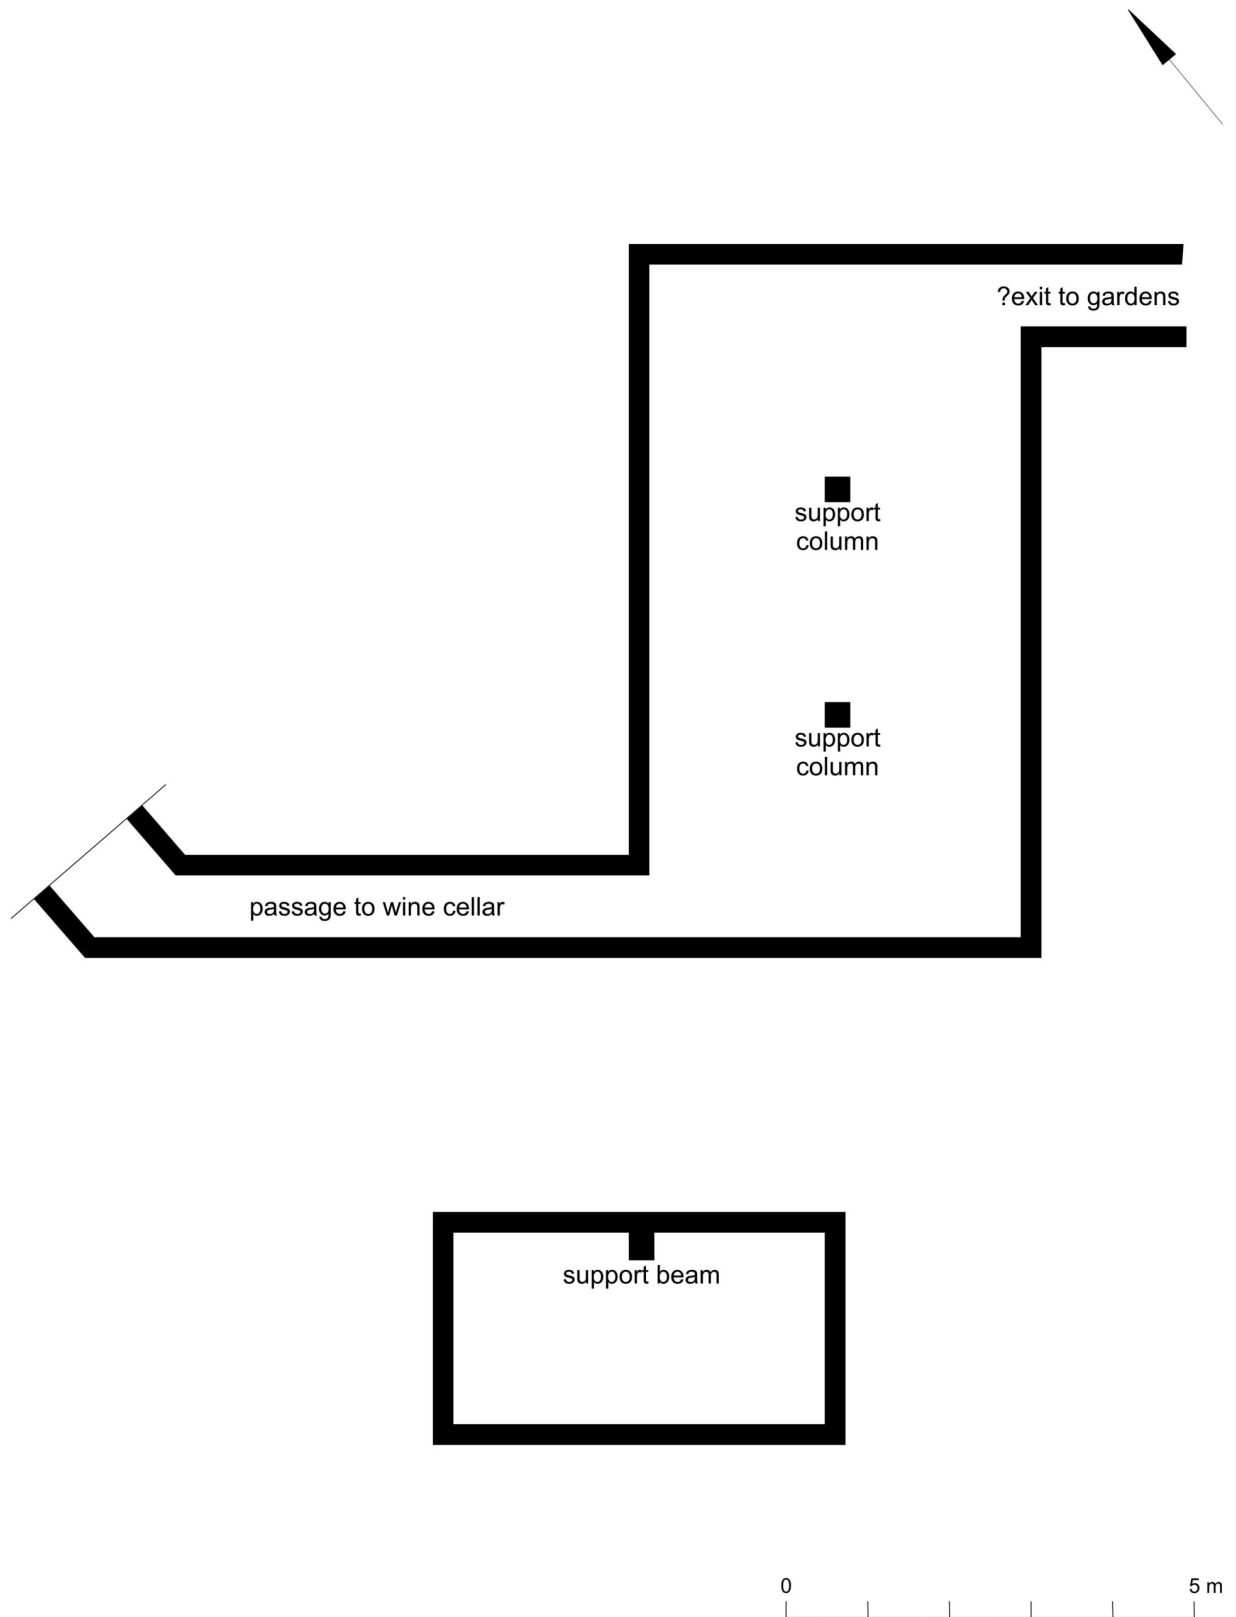 ?exit to gardens
support
column
support
column
passage to wine cellar
support beam
0 5 m